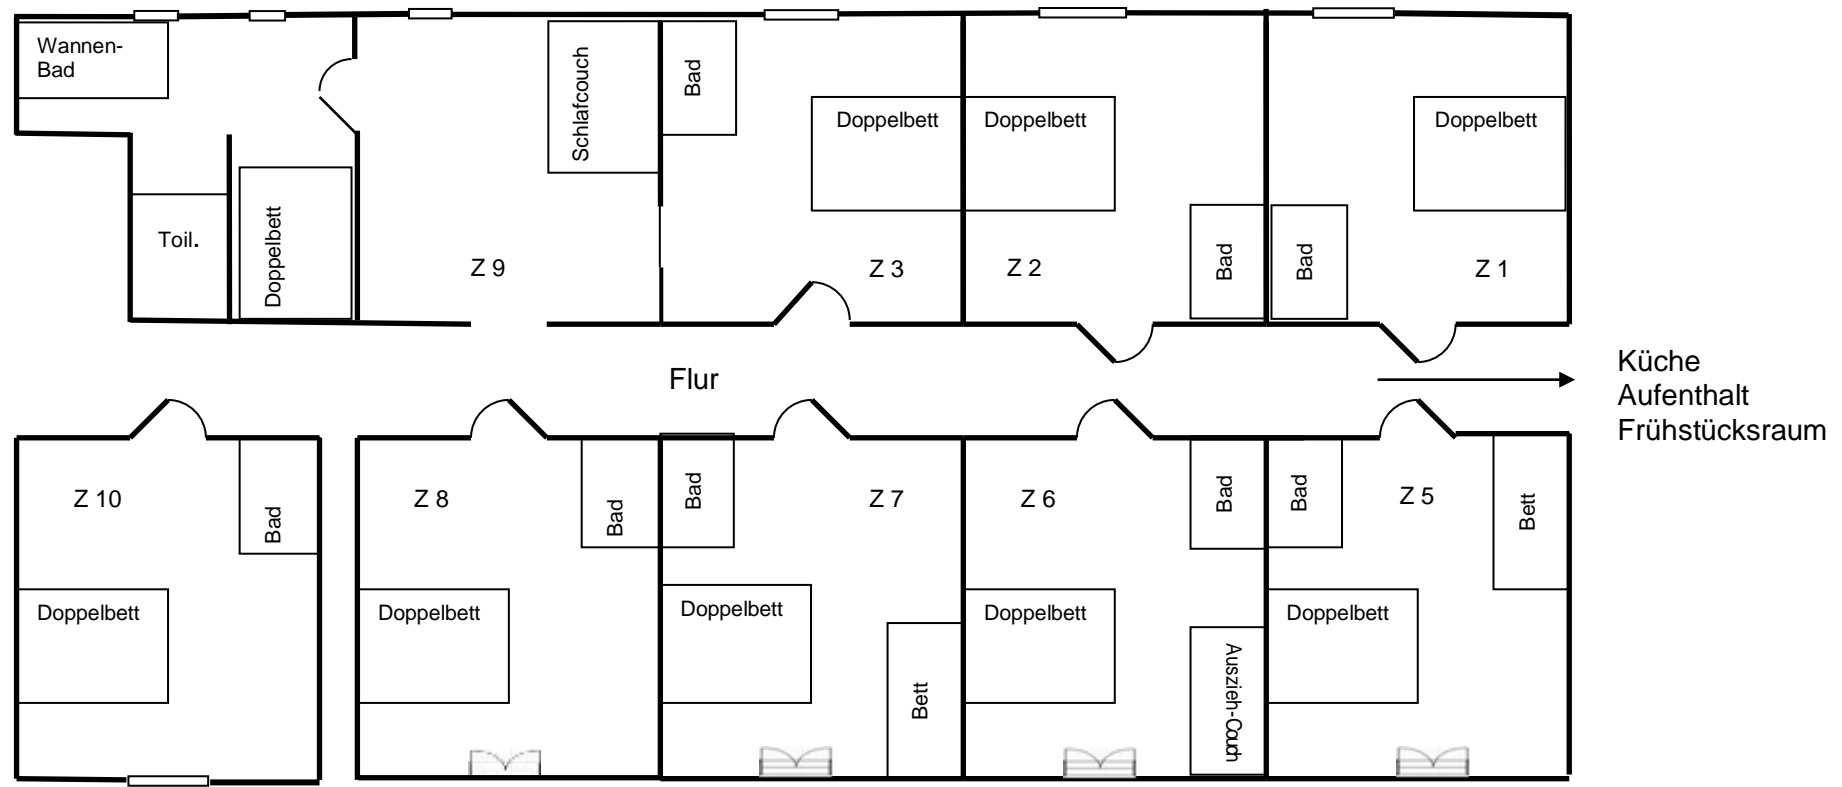 Wannen-
Bad
Schlafcouch
Bad
Doppelbett
Doppelbett
Doppelbett
Toil.
Doppelbett
Z 9
Z 3
Z 2
Bad
Bad
Z 1
Flur
Küche
Aufenthalt
Frühstücksraum
Z 10
Bad
Z 8
Bad
Bad
Z 7
Z 6
Bad
Bad
Z 5
Bett
Doppelbett
Doppelbett
Doppelbett
Bett
Doppelbett
Auszieh-Couch
Doppelbett